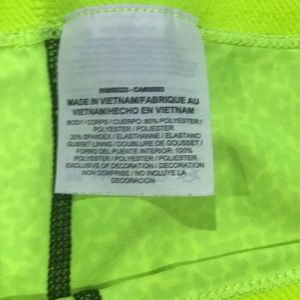 MADE IN VIETNAM/FABRIQUE AU
VIETNAM/HECHO EN VIETNAM
BODY / CORPS / CUERPO: 80% POLYESTER /
POLYESTER / POLIESTER
20% SPANDEX / ELASTHANNE / ELASTANO
GUSSET LINING / DOUBLURE DE GOUSSET /
FORRO DEL PUENTE INTERIOR: 100%
POLYESTER / POLYESTER / POLIESTER
EXCLUSIVE OF DECORATION / DECORATION
NON COMPRISE / NO INCLUYE LA
DECORACION